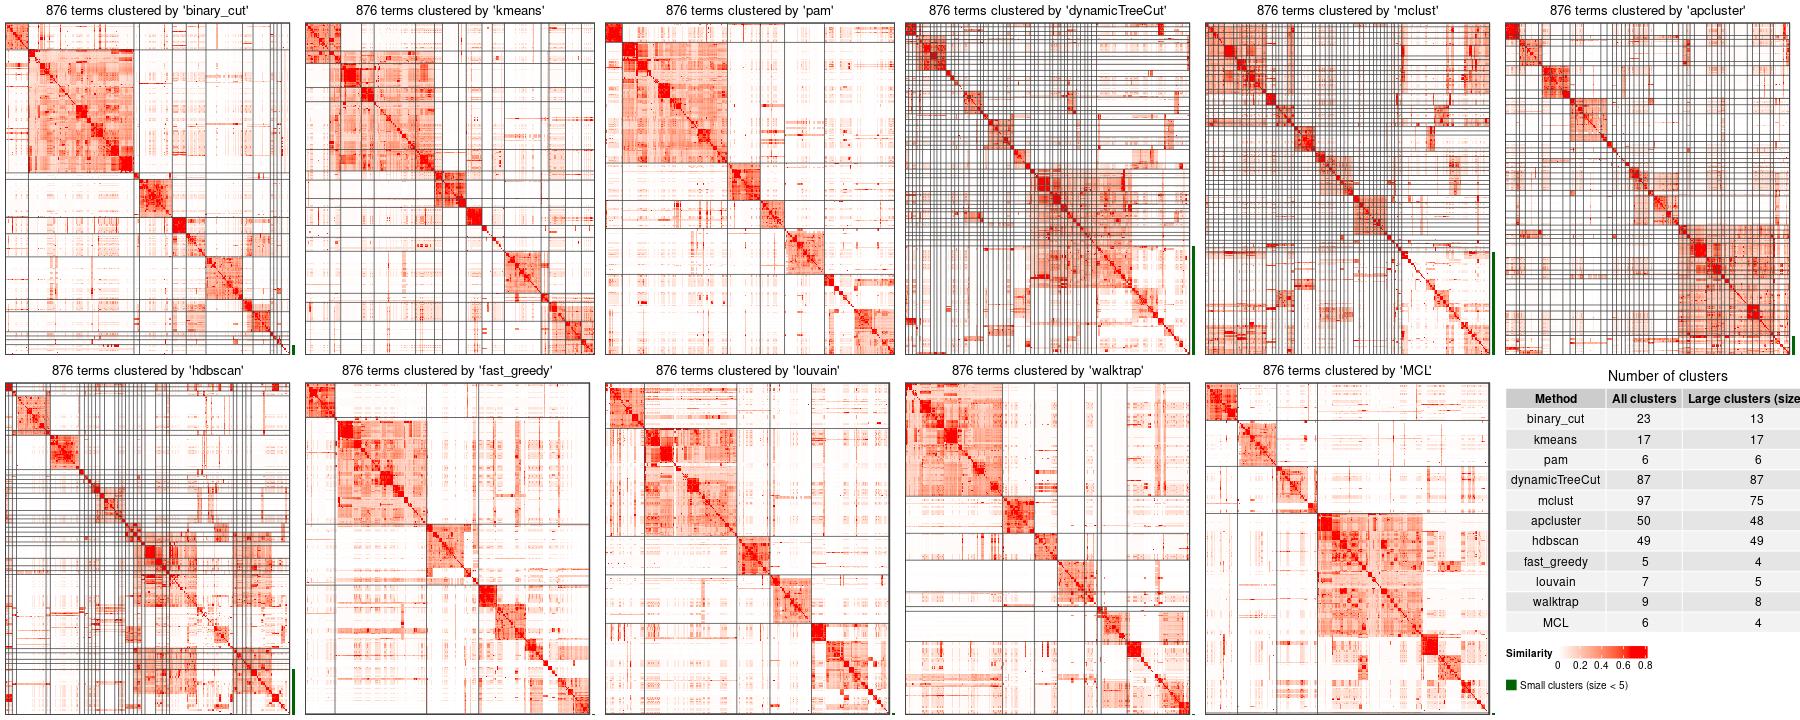 876 terms clustered by 'binary_cut'
876 terms clustered by 'kmeans'
876 terms clustered by 'pam'
876 terms clustered by 'dynamicTreeCut'
876 terms clustered by 'mclust'
876 terms clustered by 'apcluster'
876 terms clustered by 'hdbscan'
876 terms clustered by 'fast_greedy'
876 terms clustered by 'louvain'
876 terms clustered by 'walktrap'
876 terms clustered by 'MCL'
Number of clusters
Method All clusters Large clusters (size
binary_cut 23 13
kmeans 17 17
pam 6 6
dynamicTreeCut 87 87
mclust 97 75
apcluster 50 48
hdbscan 49 49
fast_greedy 5 4
louvain 7 5
walktrap 9 8
MCL 6 4
Similarity
0 0.2 0.4 0.6 0.8
Small clusters (size < 5)